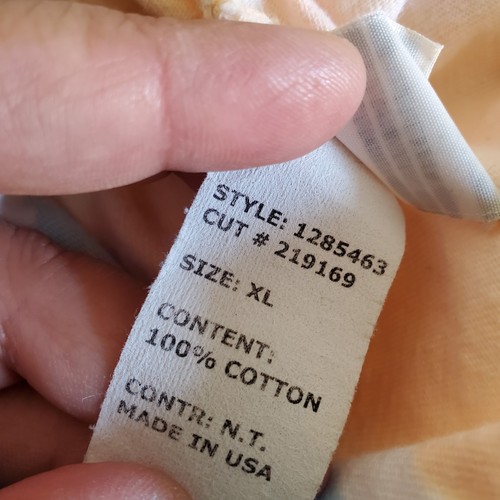 STYLE: 1285463
CUT # 219169
SIZE: XL
CONTENT:
100% COTTON
CONTR: N.T.
MADE IN USA